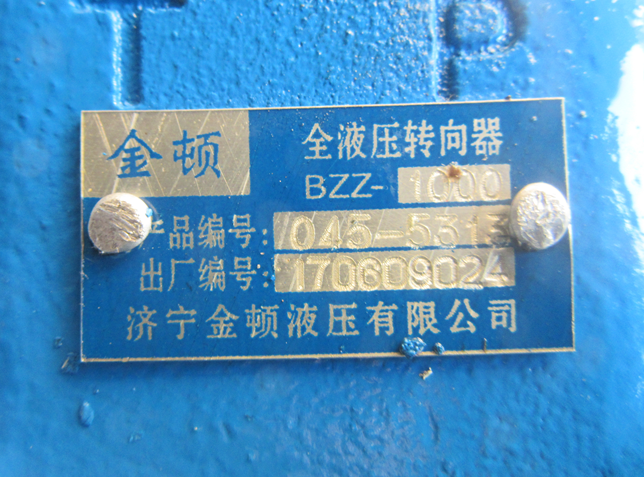 金顿
全液压转向器
BZZ-1000
产品编号:045-5313
出厂编号:170609024
济宁金顿液压有限公司